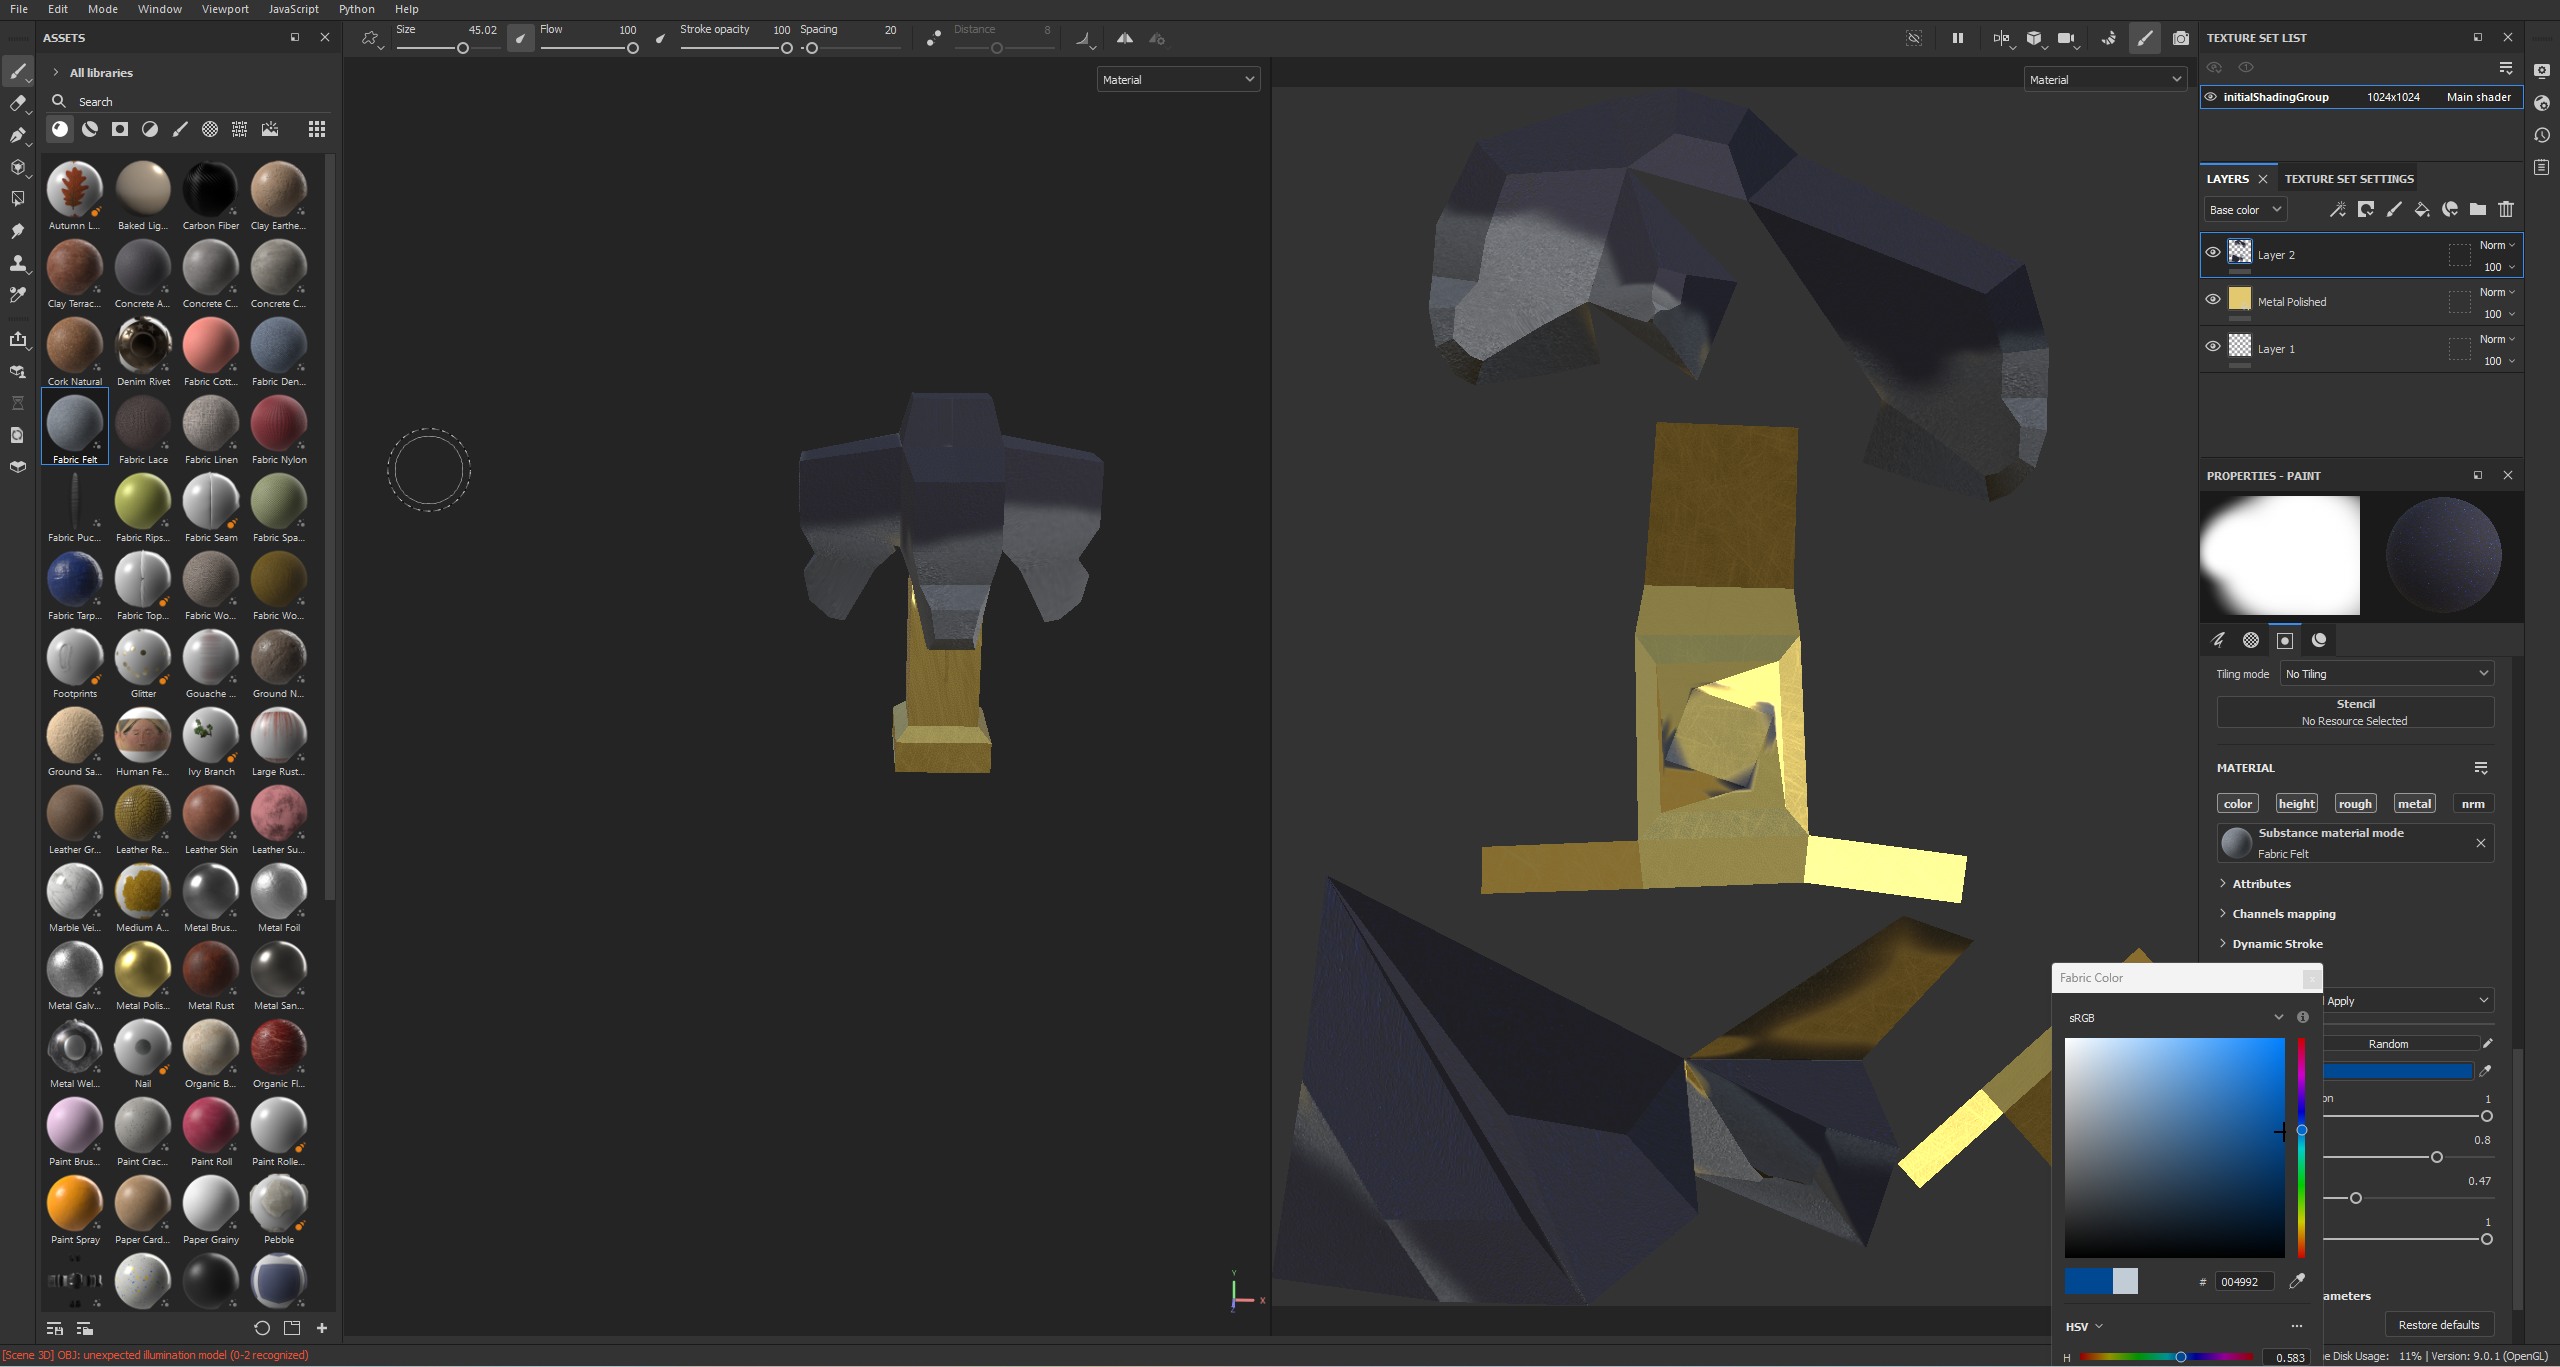 File Edit Mode Window Viewport JavaScript Python Help
ASSETS
All libraries
Search
Autumn L... Baked Lig... Carbon Fiber Clay Earthe...
Clay Terrac... Concrete A... Concrete C... Concrete C...
Cork Natural Denim Rivet Fabric Cott... Fabric Den...
Fabric Felt Fabric Lace Fabric Linen Fabric Nylon
Fabric Puc... Fabric Rips... Fabric Seam Fabric Spa...
Fabric Tarp... Fabric Top... Fabric Wo... Fabric Wo...
Footprints Glitter Gouache ... Ground N...
Ground Sa... Human Fe... Ivy Branch Large Rust...
Leather Gr... Leather Re... Leather Skin Leather Su...
Marble Vei... Medium A... Metal Brus... Metal Foil
Metal Galv... Metal Polis... Metal Rust Metal San...
Metal Wel... Nail Organic B... Organic Fl...
Paint Brus... Paint Crac... Paint Roll Paint Rolle...
Paint Spray Paper Card... Paper Grainy Pebble
Size 45.02 Flow 100 Stroke opacity 100 Spacing 20 Distance 8
Material
Material
Y
X
Z
TEXTURE SET LIST
initialShadingGroup 1024x1024 Main shader
LAYERS TEXTURE SET SETTINGS
Base color
Layer 2 Norm 100
Metal Polished Norm 100
Layer 1 Norm 100
PROPERTIES - PAINT
Tiling mode No Tiling
Stencil
No Resource Selected
MATERIAL
color height rough metal nrm
Substance material mode
Fabric Felt
Attributes
Channels mapping
Dynamic Stroke
Apply
Random
on 1
0.8
0.47
1
ameters
Restore defaults
Fabric Color
sRGB
# 004992
HSV
H 0.583
[Scene 3D] OBJ: unexpected illumination model (0-2 recognized)
e Disk Usage: 11% | Version: 9.0.1 (OpenGL)